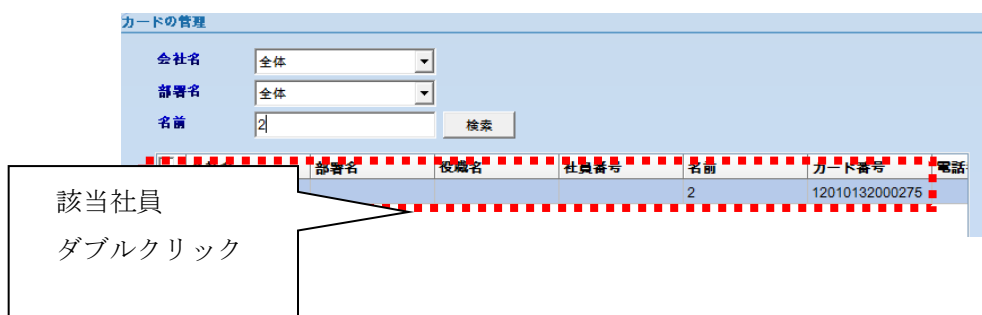 カードの管理
会社名 全体
部署名 全体
名前 2 検索
部署名 役職名 社員番号 名前 カード番号 電話
2 12010132000275
該当社員
ダブルクリック